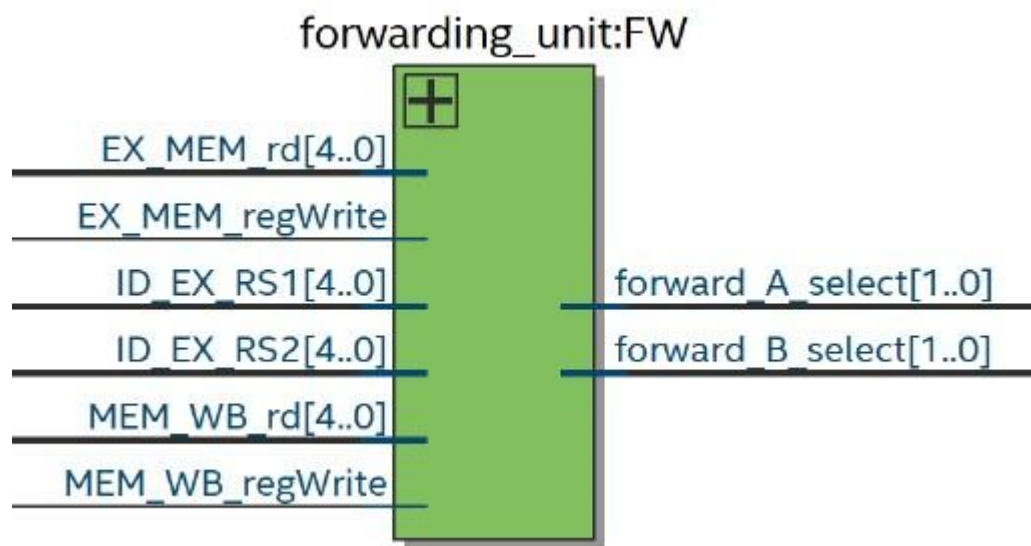 forwarding_unit:FW
EX_MEM_rd[4..0]
EX_MEM_regWrite
ID_EX_RS1[4..0]
ID_EX_RS2[4..0]
MEM_WB_rd[4..0]
MEM_WB_regWrite
forward_A_select[1..0]
forward_B_select[1..0]